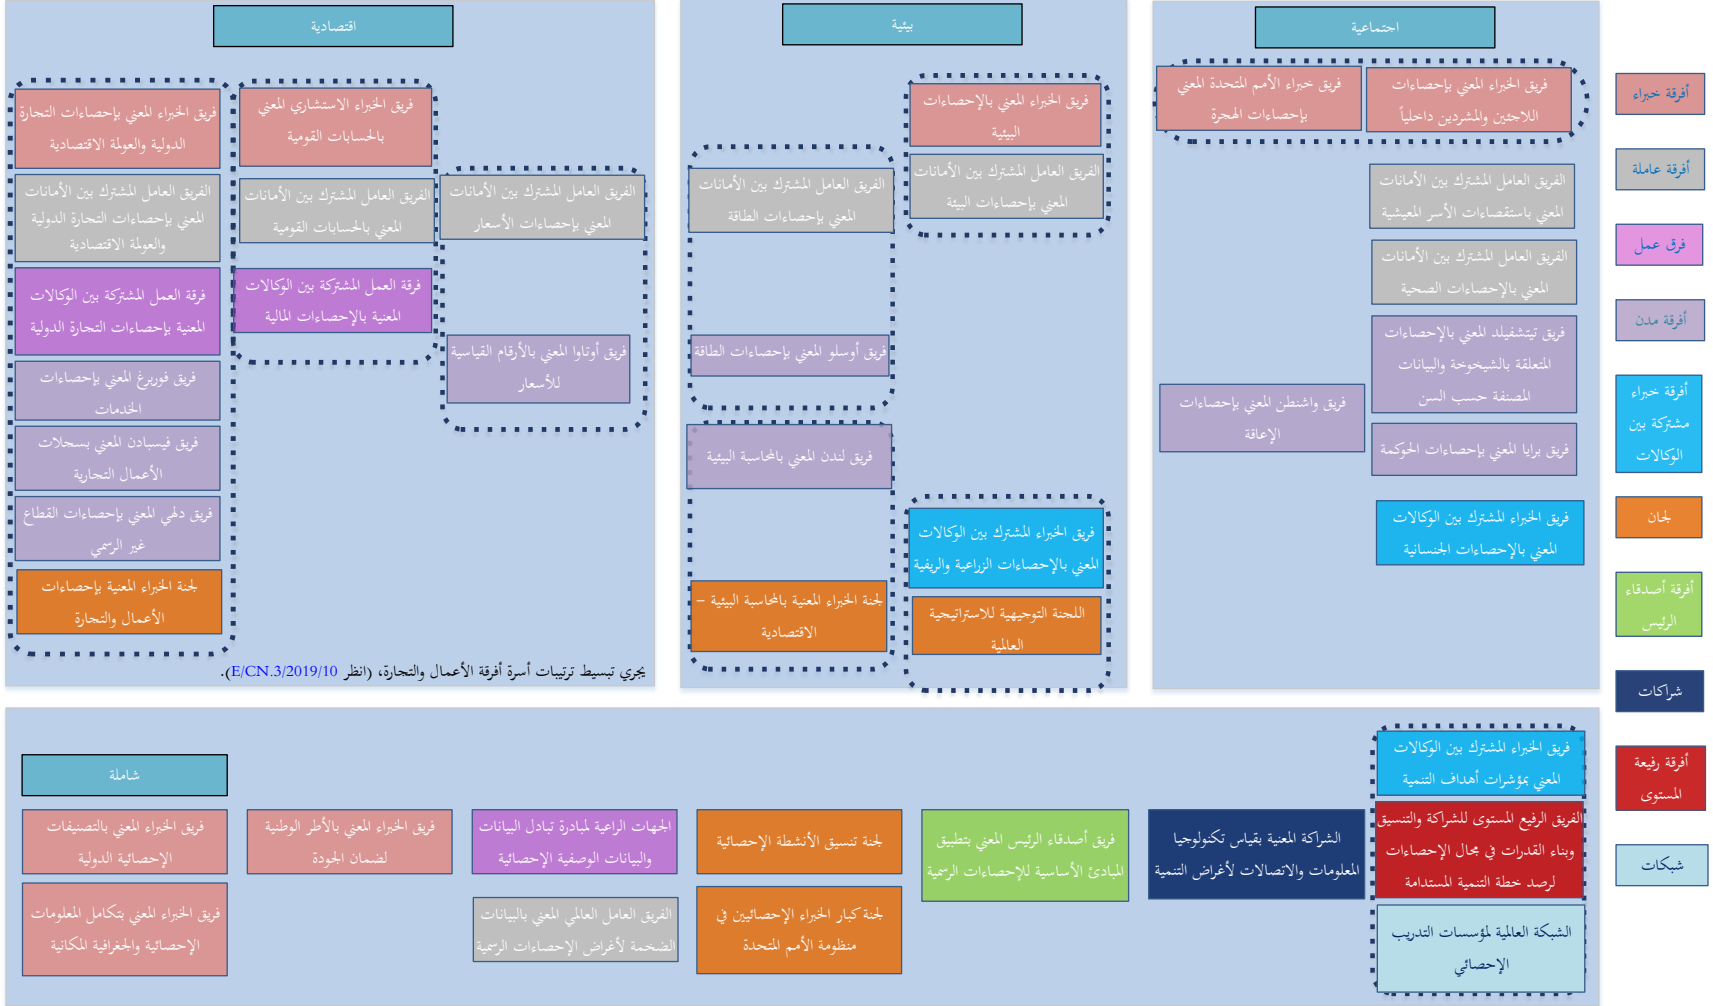 اجتماعية
فريق الخبراء المعني بإحصاءات
اللاجئين والمشردين داخلياً
فريق خبراء الأمم المتحدة المعني
بإحصاءات الهجرة
الفريق العامل المشترك بين الأمانات
المعني باستقصاءات الأسر المعيشية
الفريق العامل المشترك بين الأمانات
المعني بالإحصاءات الصحية
فريق تيتشفيلد المعني بالإحصاءات
المتعلقة بالشيخوخة والبيانات
المصنفة حسب السن
فريق واشنطن المعني بإحصاءات
الإعاقة
فريق برايا المعني بإحصاءات الحوكمة
فريق الخبراء المشترك بين الوكالات
المعني بالإحصاءات الجنسانية
بيئية
فريق الخبراء المعني بالإحصاءات
البيئية
الفريق العامل المشترك بين الأمانات
المعني بإحصاءات البيئة
الفريق العامل المشترك بين الأمانات
المعني بإحصاءات الطاقة
فريق أوسلو المعني بإحصاءات الطاقة
فريق لندن المعني بالمحاسبة البيئية
فريق الخبراء المشترك بين الوكالات
المعني بالإحصاءات الزراعية والريفية
لجنة الخبراء المعنية بالمحاسبة البيئية –
الاقتصادية
اللجنة التوجيهية للاستراتيجية
العالمية
اقتصادية
الفريق العامل المشترك بين الأمانات
المعني بإحصاءات الأسعار
فريق أوتاوا المعني بالأرقام القياسية
للأسعار
فريق الخبراء الاستشاري المعني
بالحسابات القومية
الفريق العامل المشترك بين الأمانات
المعني بالحسابات القومية
فرقة العمل المشتركة بين الوكالات
المعنية بالإحصاءات المالية
فريق الخبراء المعني بإحصاءات التجارة
الدولية والعولمة الاقتصادية
الفريق العامل المشترك بين الأمانات
المعني بإحصاءات التجارة الدولية
والعولمة الاقتصادية
فرقة العمل المشتركة بين الوكالات
المعنية بإحصاءات التجارة الدولية
فريق فوربرغ المعني بإحصاءات
الخدمات
فريق فيسبادن المعني بسجلات
الأعمال التجارية
فريق دلهي المعني بإحصاءات القطاع
غير الرسمي
لجنة الخبراء المعنية بإحصاءات
الأعمال والتجارة
يجري تبسيط ترتيبات أسرة أفرقة الأعمال والتجارة، (انظر E/CN.3/2019/10).
أفرقة خبراء
أفرقة عاملة
فرق عمل
أفرقة مدن
أفرقة خبراء
مشتركة بين
الوكالات
لجان
أفرقة أصدقاء
الرئيس
شراكات
أفرقة رفيعة
المستوى
شبكات
شاملة
فريق الخبراء المشترك بين الوكالات
المعني بمؤشرات أهداف التنمية
الفريق الرفيع المستوى للشراكة والتنسيق
وبناء القدرات في مجال الإحصاءات
لرصد خطة التنمية المستدامة
الشبكة العالمية لمؤسسات التدريب
الإحصائي
الشراكة المعنية بقياس تكنولوجيا
المعلومات والاتصالات لأغراض التنمية
فريق أصدقاء الرئيس المعني بتطبيق
المبادئ الأساسية للإحصاءات الرسمية
لجنة تنسيق الأنشطة الإحصائية
لجنة كبار الخبراء الإحصائيين في
منظومة الأمم المتحدة
الجهات الراعية لمبادرة تبادل البيانات
والبيانات الوصفية الإحصائية
الفريق العامل العالمي المعني بالبيانات
الضخمة لأغراض الإحصاءات الرسمية
فريق الخبراء المعني بالأطر الوطنية
لضمان الجودة
فريق الخبراء المعني بالتصنيفات
الإحصائية الدولية
فريق الخبراء المعني بتكامل المعلومات
الإحصائية والجغرافية المكانية